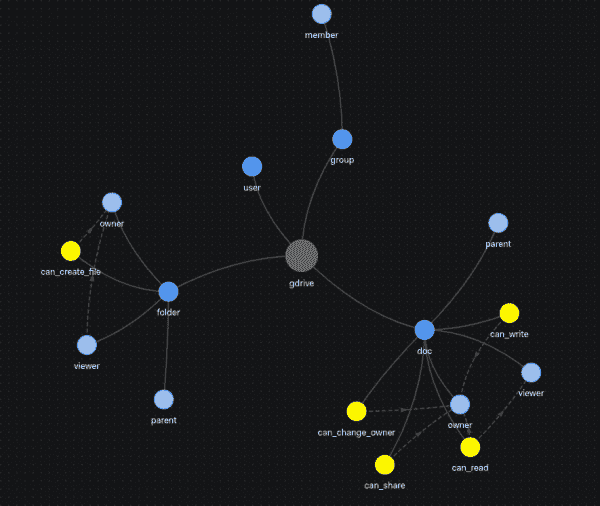 member
group
user
owner
parent
can_create_file
gdrive
folder
can_write
doc
viewer
viewer
parent
owner
can_change_owner
can_read
can_share